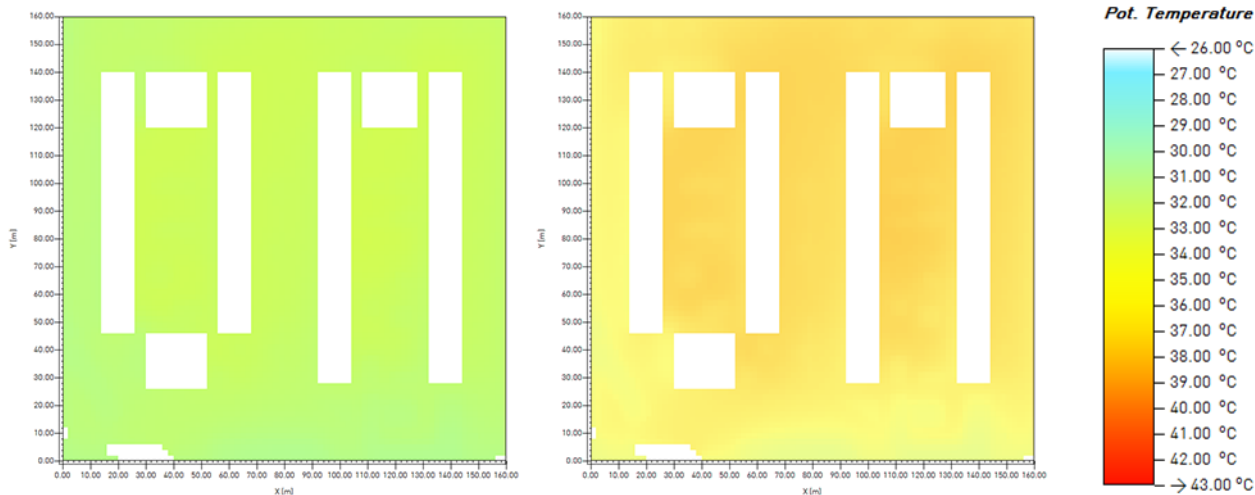 Pot. Temperature
← 26.00 °C
27.00 °C
28.00 °C
29.00 °C
30.00 °C
31.00 °C
32.00 °C
33.00 °C
34.00 °C
35.00 °C
36.00 °C
37.00 °C
38.00 °C
39.00 °C
40.00 °C
41.00 °C
42.00 °C
→ 43.00 °C
160.00
150.00
140.00
130.00
120.00
110.00
100.00
90.00
80.00
70.00
60.00
50.00
40.00
30.00
20.00
10.00
0.00
Y [m]
0.00 10.00 20.00 30.00 40.00 50.00 60.00 70.00 80.00 90.00 100.00 110.00 120.00 130.00 140.00 150.00 160.00
X [m]
160.00
150.00
140.00
130.00
120.00
110.00
100.00
90.00
80.00
70.00
60.00
50.00
40.00
30.00
20.00
10.00
0.00
Y [m]
0.00 10.00 20.00 30.00 40.00 50.00 60.00 70.00 80.00 90.00 100.00 110.00 120.00 130.00 140.00 150.00 160.00
X [m]